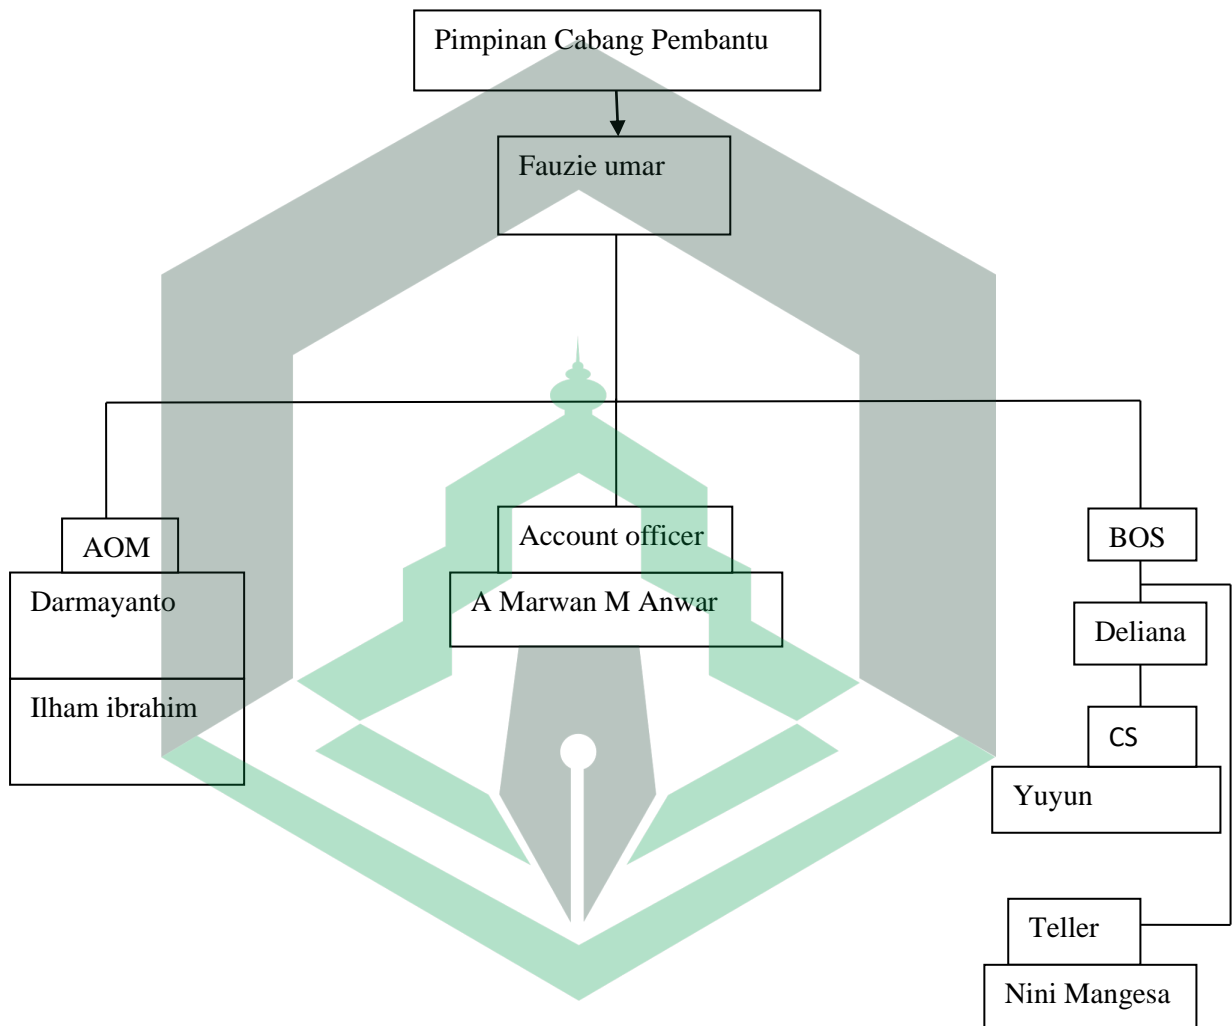 Pimpinan Cabang Pembantu
Fauzie umar
AOM
Darmayanto
Ilham ibrahim
Account officer
A Marwan M Anwar
BOS
Deliana
CS
Yuyun
Teller
Nini Mangesa